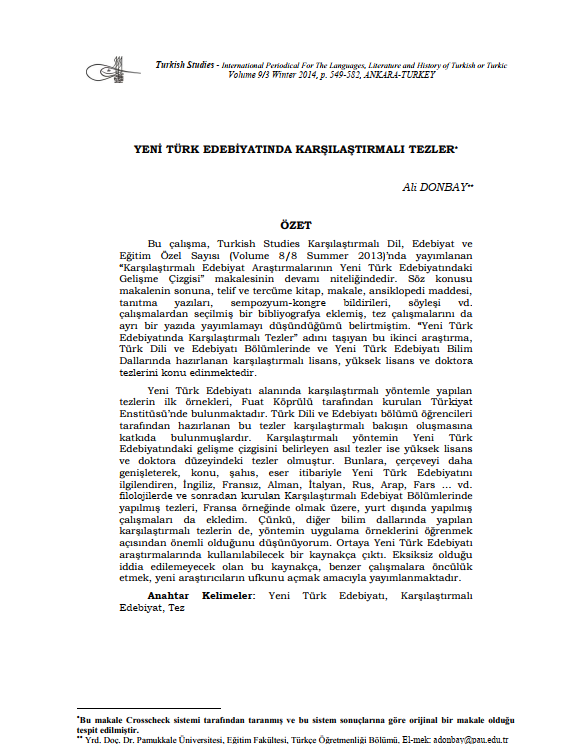 Turkish Studies - International Periodical For The Languages, Literature and History of Turkish or Turkic
Volume 9/3 Winter 2014, p. 549-582, ANKARA-TURKEY
YENİ TÜRK EDEBİYATINDA KARŞILAŞTIRMALI TEZLER*
Ali DONBAY**
ÖZET
Bu çalışma, Turkish Studies Karşılaştırmalı Dil, Edebiyat ve
Eğitim Özel Sayısı (Volume 8/8 Summer 2013)’nda yayımlanan
“Karşılaştırmalı Edebiyat Araştırmalarının Yeni Türk Edebiyatındaki
Gelişme Çizgisi” makalesinin devamı niteliğindedir. Söz konusu
makalenin sonuna, telif ve tercüme kitap, makale, ansiklopedi maddesi,
tanıtma yazıları, sempozyum-kongre bildirileri, söyleşi vd.
çalışmalardan seçilmiş bir bibliyografya eklemiş, tez çalışmalarını da
ayrı bir yazıda yayımlamayı düşündüğümü belirtmiştim. “Yeni Türk
Edebiyatında Karşılaştırmalı Tezler” adını taşıyan bu ikinci araştırma,
Türk Dili ve Edebiyatı Bölümlerinde ve Yeni Türk Edebiyatı Bilim
Dallarında hazırlanan karşılaştırmalı lisans, yüksek lisans ve doktora
tezlerini konu edinmektedir.
Yeni Türk Edebiyatı alanında karşılaştırmalı yöntemle yapılan
tezlerin ilk örnekleri, Fuat Köprülü tarafından kurulan Türkiyat
Enstitüsü’nde bulunmaktadır. Türk Dili ve Edebiyatı bölümü öğrencileri
tarafından hazırlanan bu tezler karşılaştırmalı bakışın oluşmasına
katkıda bulunmuşlardır. Karşılaştırmalı yöntemin Yeni Türk
Edebiyatındaki gelişme çizgisini belirleyen asıl tezler ise yüksek lisans
ve doktora düzeyindeki tezler olmuştur. Bunlara, çerçeveyi daha
genişleterek, konu, şahıs, eser itibariyle Yeni Türk Edebiyatını
ilgilendiren, İngiliz, Fransız, Alman, İtalyan, Rus, Arap, Fars ... vd.
filolojilerde ve sonradan kurulan Karşılaştırmalı Edebiyat Bölümlerinde
yapılmış tezleri, Fransa örneğinde olmak üzere, yurt dışında yapılmış
çalışmaları da ekledim. Çünkü, diğer bilim dallarında yapılan
karşılaştırmalı tezlerin de, yöntemin uygulama örneklerini öğrenmek
açısından önemli olduğunu düşünüyorum. Ortaya Yeni Türk Edebiyatı
araştırmalarında kullanılabilecek bir kaynakça çıktı. Eksiksiz olduğu
iddia edilemeyecek olan bu kaynakça, benzer çalışmalara öncülük
etmek, yeni araştırıcıların ufkunu açmak amacıyla yayımlanmaktadır.
Anahtar Kelimeler: Yeni Türk Edebiyatı, Karşılaştırmalı
Edebiyat, Tez
*Bu makale Crosscheck sistemi tarafından taranmış ve bu sistem sonuçlarına göre orijinal bir makale olduğu
tespit edilmiştir.
** Yrd. Doç. Dr. Pamukkale Üniversitesi, Eğitim Fakültesi, Türkçe Öğretmenliği Bölümü, El-mek: adonbay@pau.edu.tr